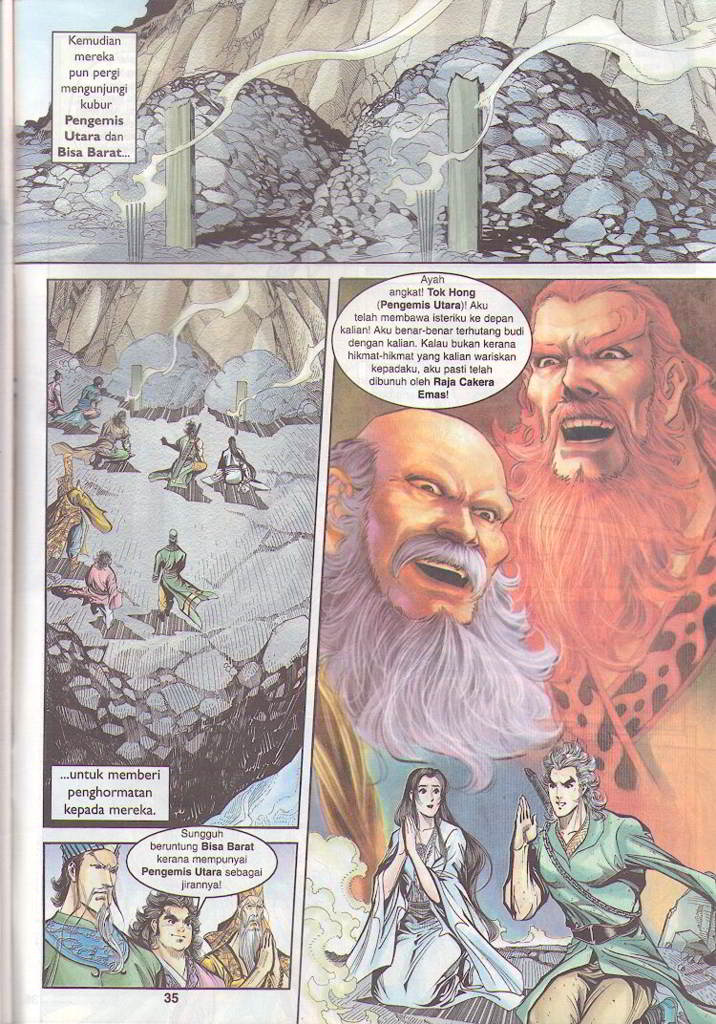 Kemudian
mereka
pun pergi
mengunjungi
kubur
Pengemis
Utara dan
Bisa Barat...
Ayah
angkat! Tok Hong
(Pengemis Utara)! Aku
telah membawa isteriku ke depan
kalian! Aku benar-benar terhutang budi
dengan kalian. Kalau bukan kerana
hikmat-hikmat yang kalian wariskan
kepadaku, aku pasti telah
dibunuh oleh Raja Cakera
Emas!
...untuk memberi
penghormatan
kepada mereka.
Sungguh
beruntung Bisa Barat
kerana mempunyai
Pengemis Utara sebagai
jirannya!
35